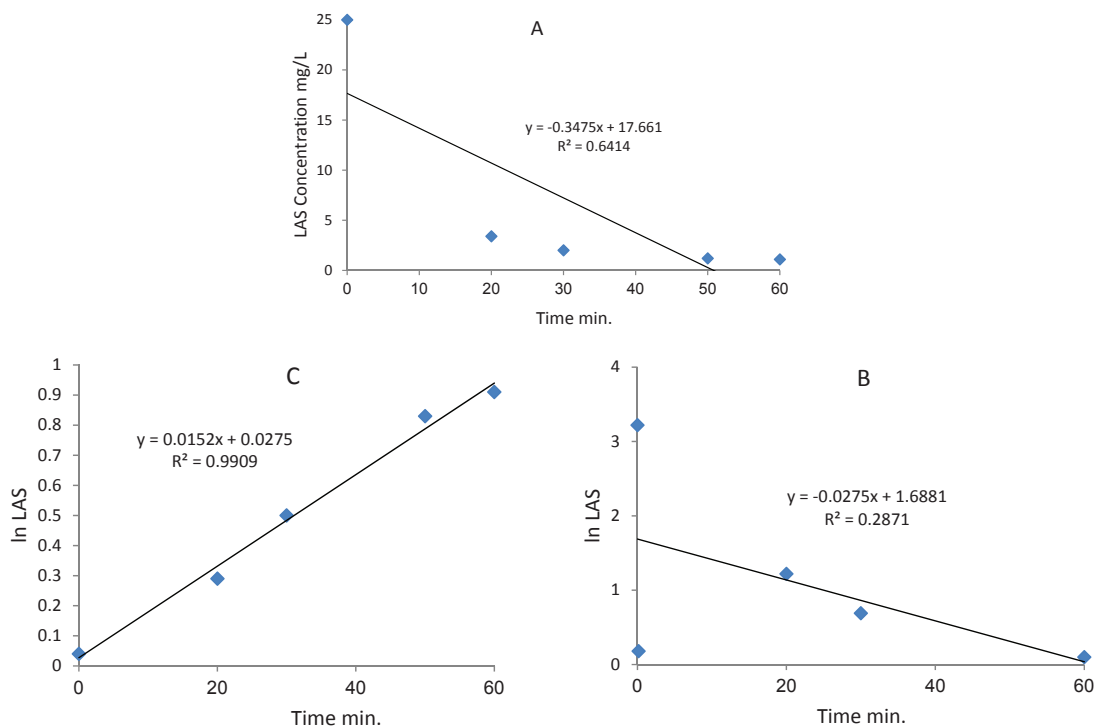 A
25
20
15
10
5
0
LAS Concentration mg/L
y = -0.3475x + 17.661
R² = 0.6414
0 10 20 30 40 50 60
Time min.
C
1
0.9
0.8
0.7
0.6
0.5
0.4
0.3
0.2
0.1
0
ln LAS
y = 0.0152x + 0.0275
R² = 0.9909
0 20 40 60
Time min.
B
4
3
2
1
0
ln LAS
y = -0.0275x + 1.6881
R² = 0.2871
0 20 40 60
Time min.